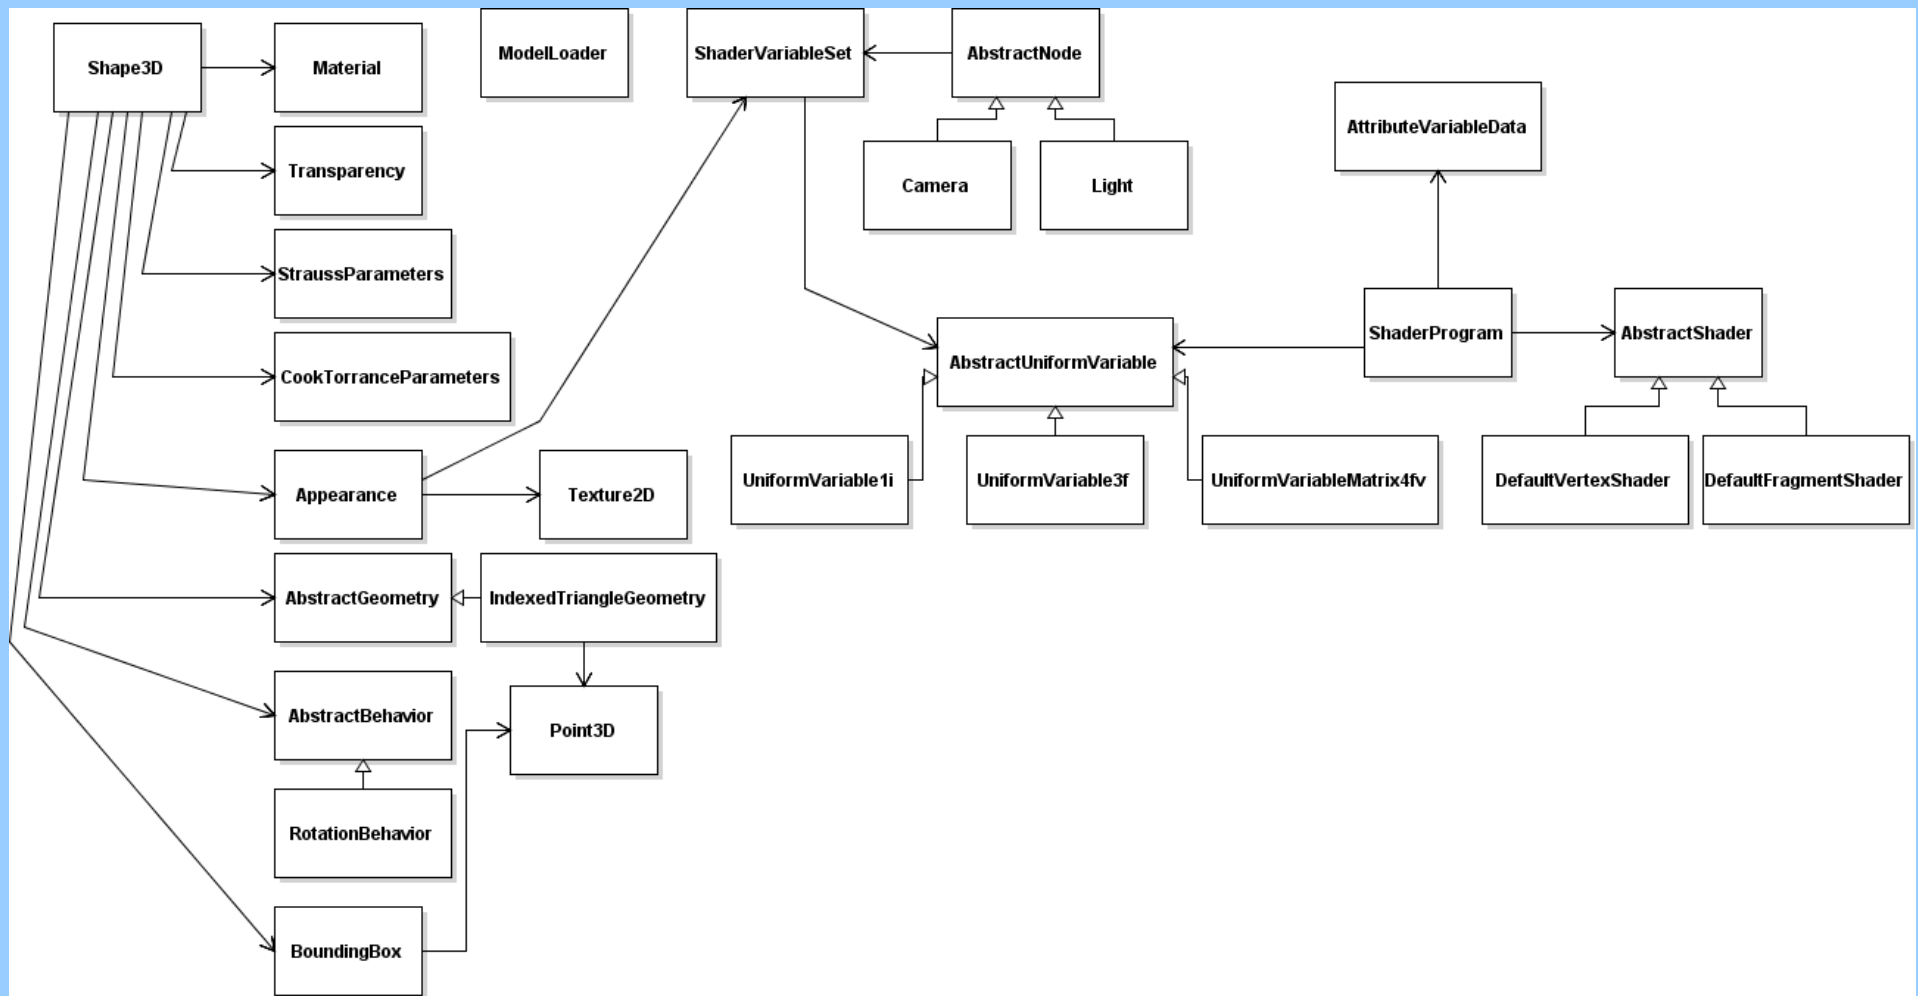 Shape3D
Material
ModelLoader
ShaderVariableSet
AbstractNode
AttributeVariableData
Transparency
Camera
Light
StraussParameters
ShaderProgram
AbstractShader
AbstractUniformVariable
CookTorranceParameters
UniformVariable1i
UniformVariable3f
UniformVariableMatrix4fv
DefaultVertexShader
DefaultFragmentShader
Appearance
Texture2D
AbstractGeometry
IndexedTriangleGeometry
AbstractBehavior
Point3D
RotationBehavior
BoundingBox